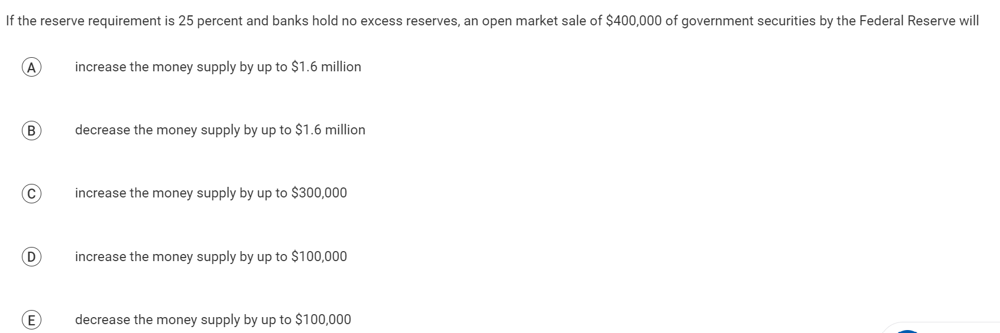 If the reserve requirement is 25 percent and banks hold no excess reserves, an open market sale of $400,000 of government securities by the Federal Reserve will
A increase the money supply by up to $1.6 million
B decrease the money supply by up to $1.6 million
C increase the money supply by up to $300,000
D increase the money supply by up to $100,000
E decrease the money supply by up to $100,000